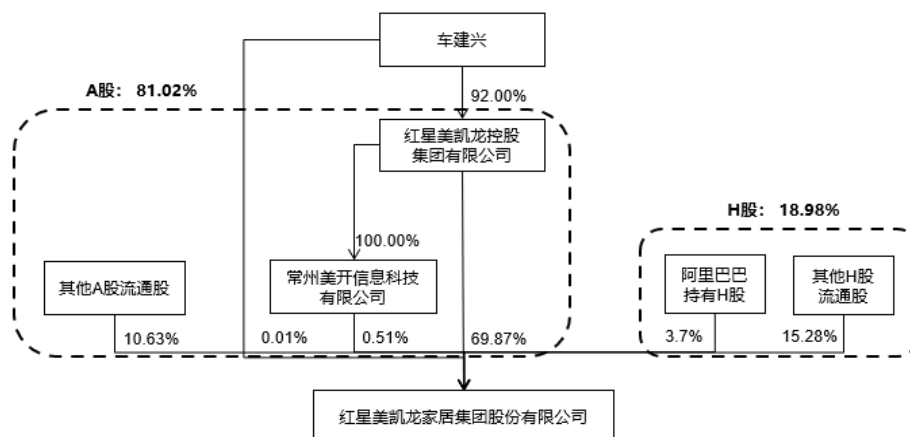 车建兴
A股： 81.02%
92.00%
红星美凯龙控股
集团有限公司
H股： 18.98%
100.00%
其他A股流通股
常州美开信息科技
有限公司
阿里巴巴
持有H股
其他H股
流通股
10.63%
0.01%
0.51%
69.87%
3.7%
15.28%
红星美凯龙家居集团股份有限公司